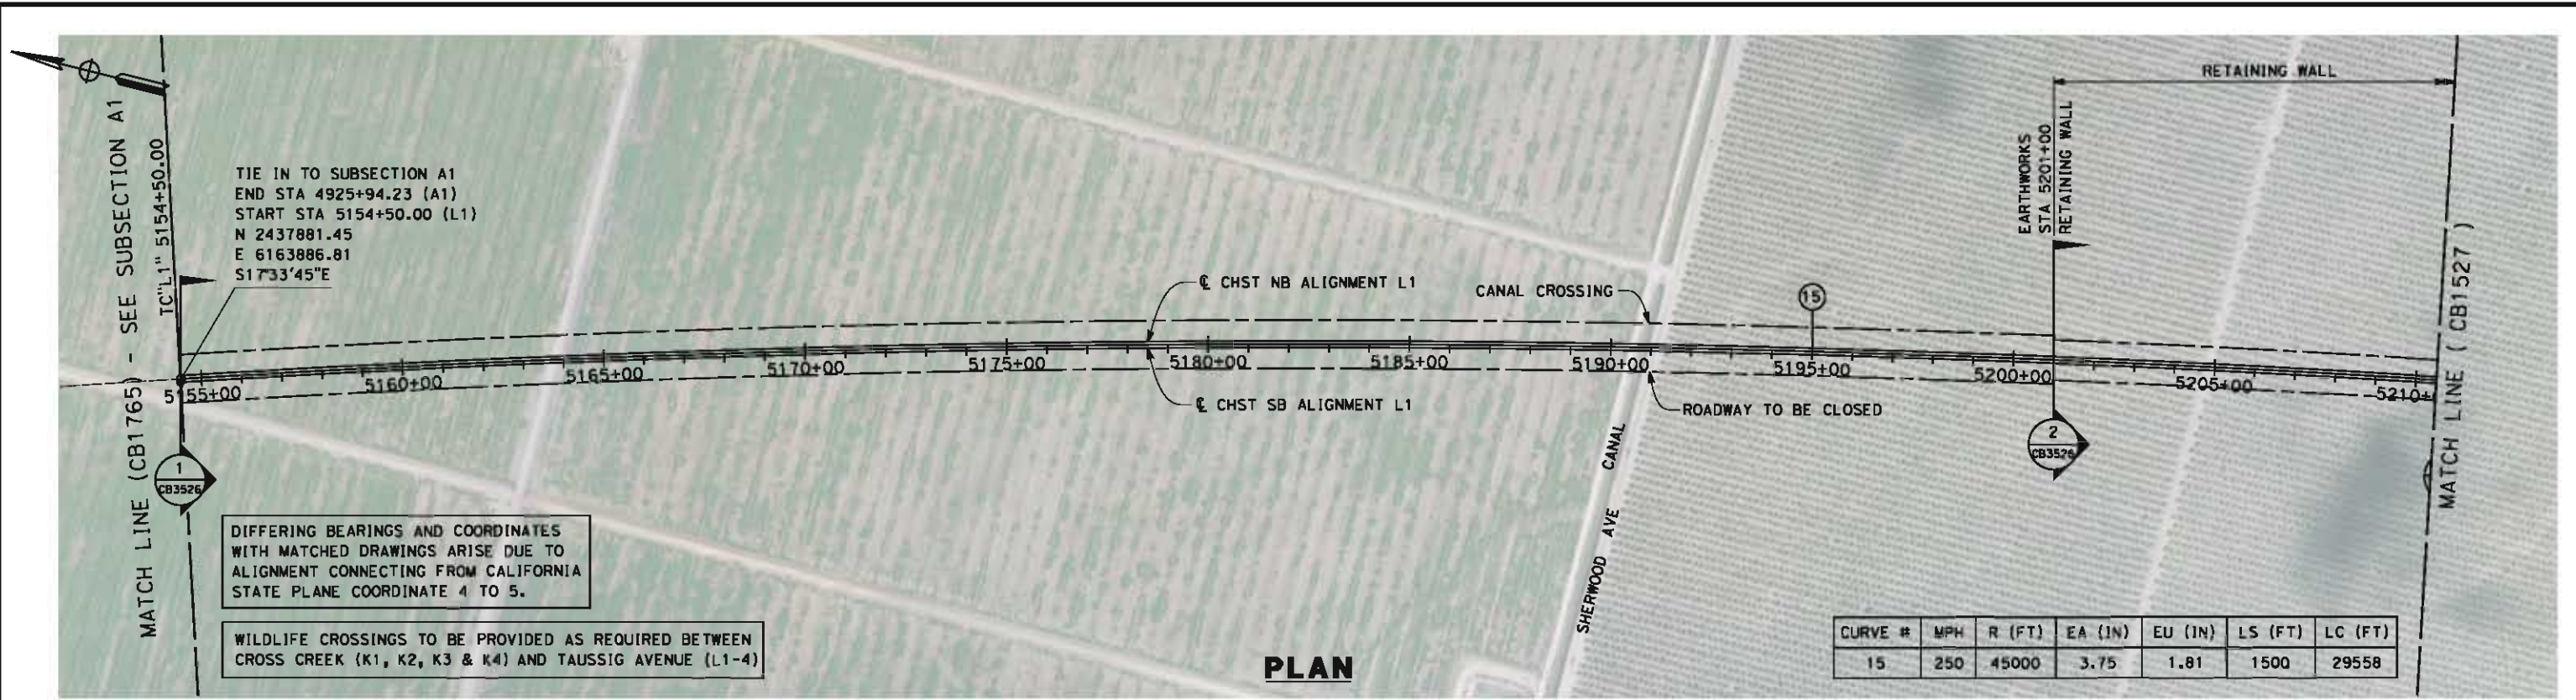 MATCH LINE (CB1765) - SEE SUBSECTION A1
TC"L1" 5154+50.00
TIE IN TO SUBSECTION A1
END STA 4925+94.23 (A1)
START STA 5154+50.00 (L1)
N 2437881.45
E 6163886.81
S17°33'45"E
℄ CHST NB ALIGNMENT L1
CANAL CROSSING
15
EARTHWORKS
STA 5201+00
RETAINING WALL
RETAINING WALL
MATCH LINE ( CB1527 )
5155+00
5160+00
5165+00
5170+00
5175+00
5180+00
5185+00
5190+00
5195+00
5200+00
5205+00
5210+
℄ CHST SB ALIGNMENT L1
ROADWAY TO BE CLOSED
1
CB3526
2
CB3526
SHERWOOD AVE CANAL
DIFFERING BEARINGS AND COORDINATES
WITH MATCHED DRAWINGS ARISE DUE TO
ALIGNMENT CONNECTING FROM CALIFORNIA
STATE PLANE COORDINATE 4 TO 5.
WILDLIFE CROSSINGS TO BE PROVIDED AS REQUIRED BETWEEN
CROSS CREEK (K1, K2, K3 & K4) AND TAUSSIG AVENUE (L1-4)
PLAN
CURVE # MPH R (FT) EA (IN) EU (IN) LS (FT) LC (FT)
15 250 45000 3.75 1.81 1500 29558